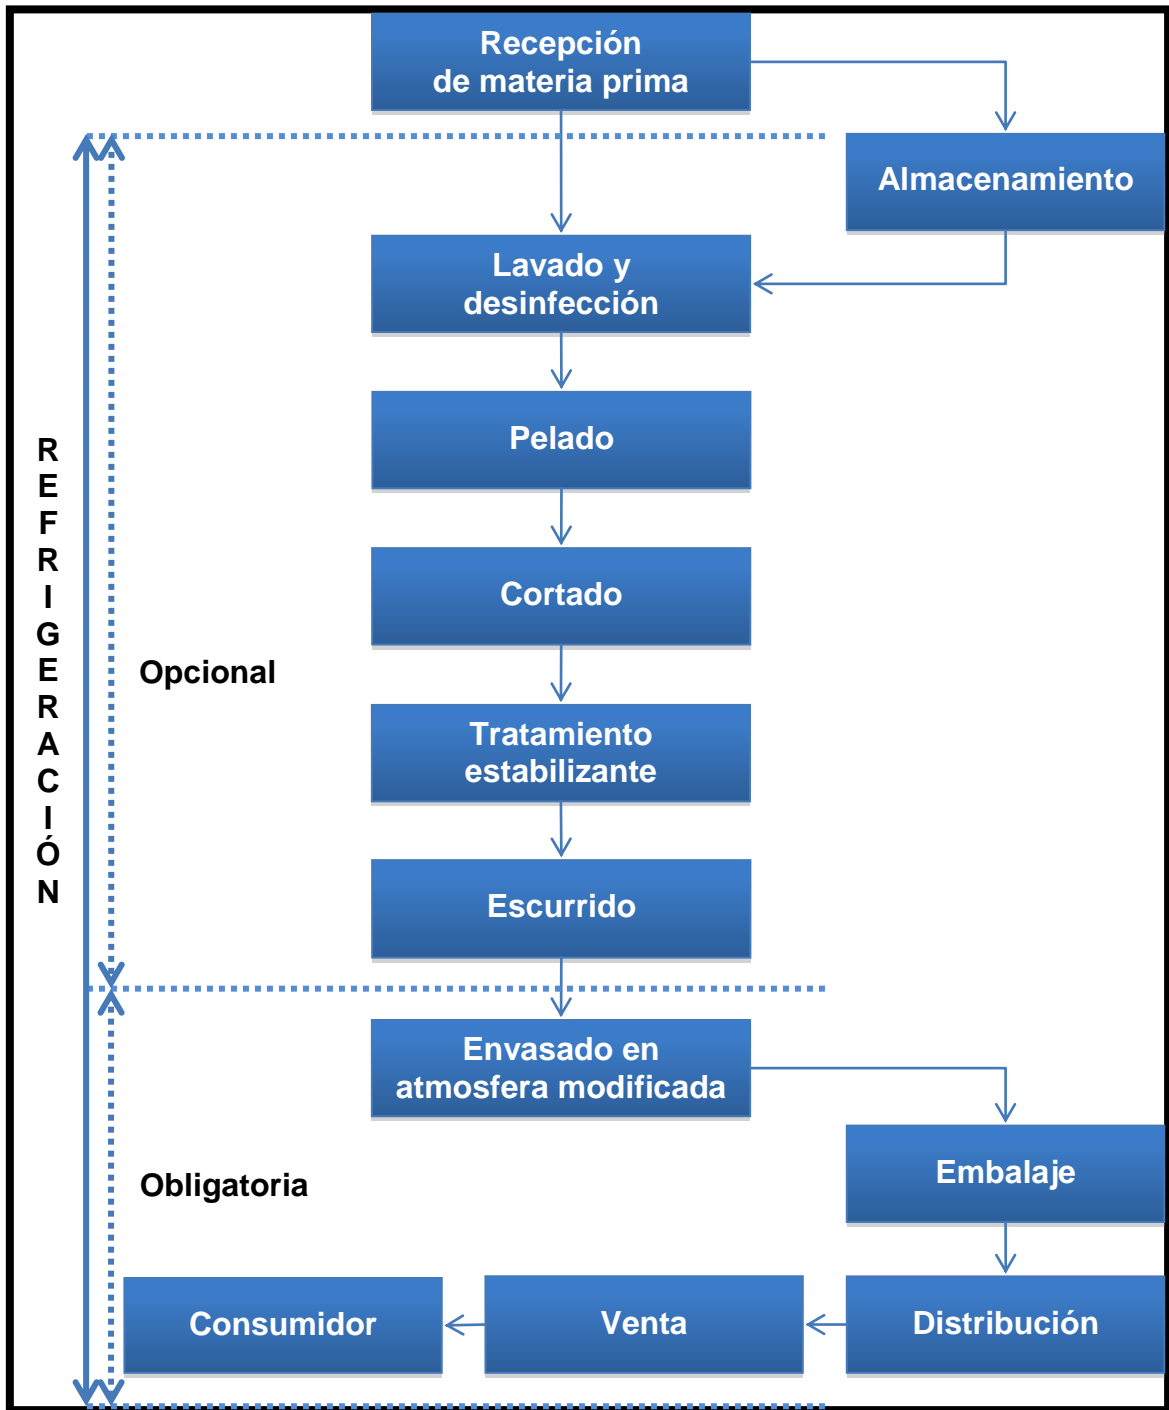 Recepción
de materia prima
Almacenamiento
Lavado y
desinfección
Pelado
Cortado
REFRIGERACIÓN
Opcional
Tratamiento
estabilizante
Escurrido
Envasado en
atmosfera modificada
Embalaje
Obligatoria
Consumidor
Venta
Distribución